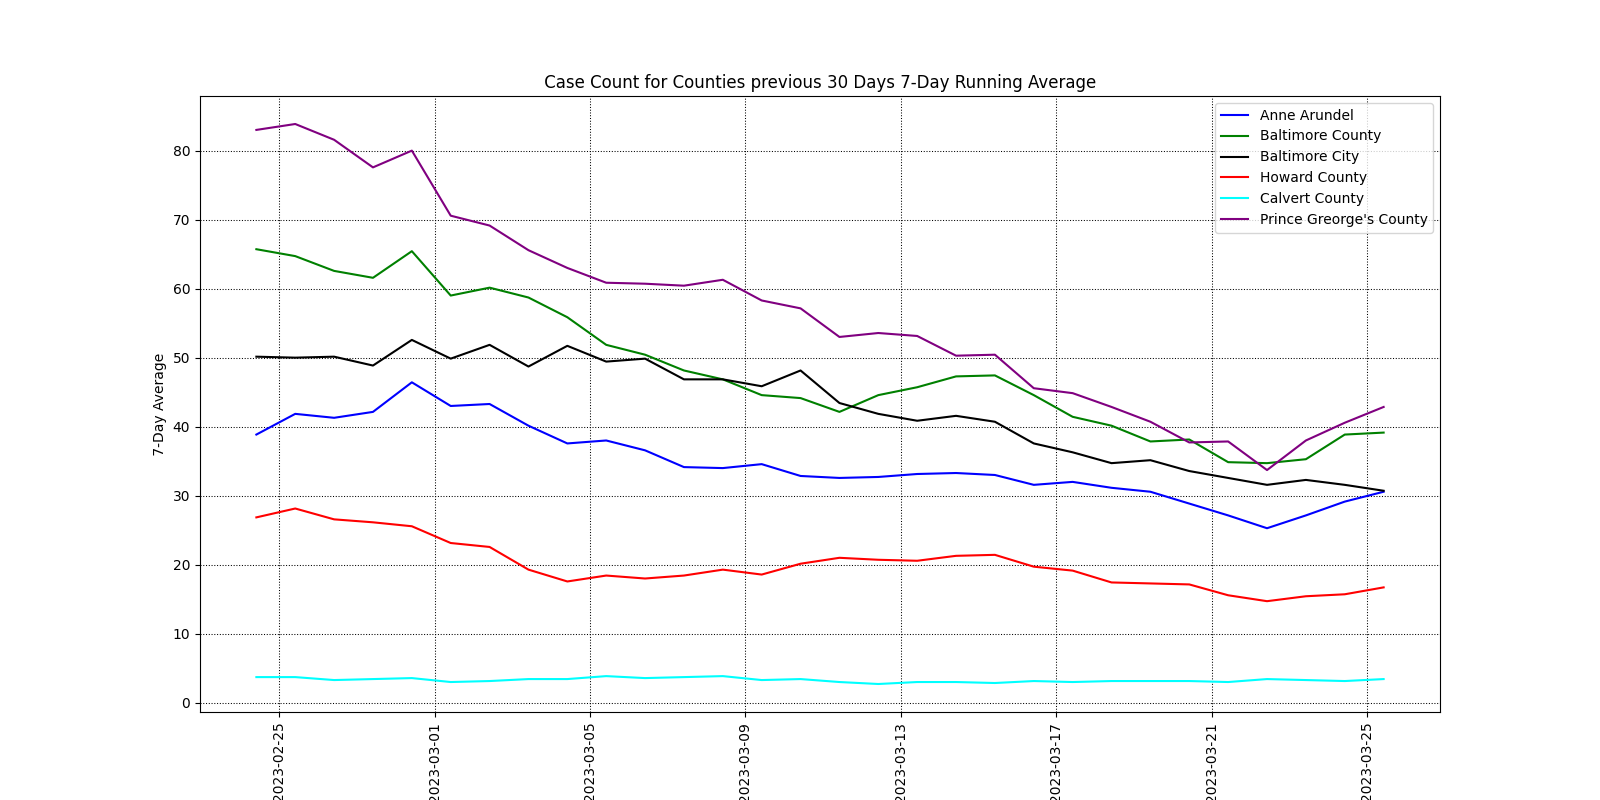 Case Count for Counties previous 30 Days 7-Day Running Average
Anne Arundel
Baltimore County
Baltimore City
Howard County
Calvert County
Prince Greorge's County
7-Day Average
80
70
60
50
40
30
20
10
0
2023-02-25
2023-03-01
2023-03-05
2023-03-09
2023-03-13
2023-03-17
2023-03-21
2023-03-25